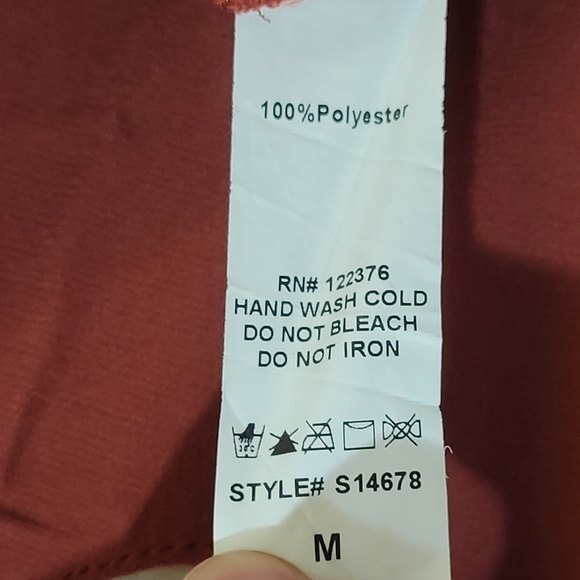 100%Polyester
RN# 122376
HAND WASH COLD
DO NOT BLEACH
DO NOT IRON
STYLE# S14678
M